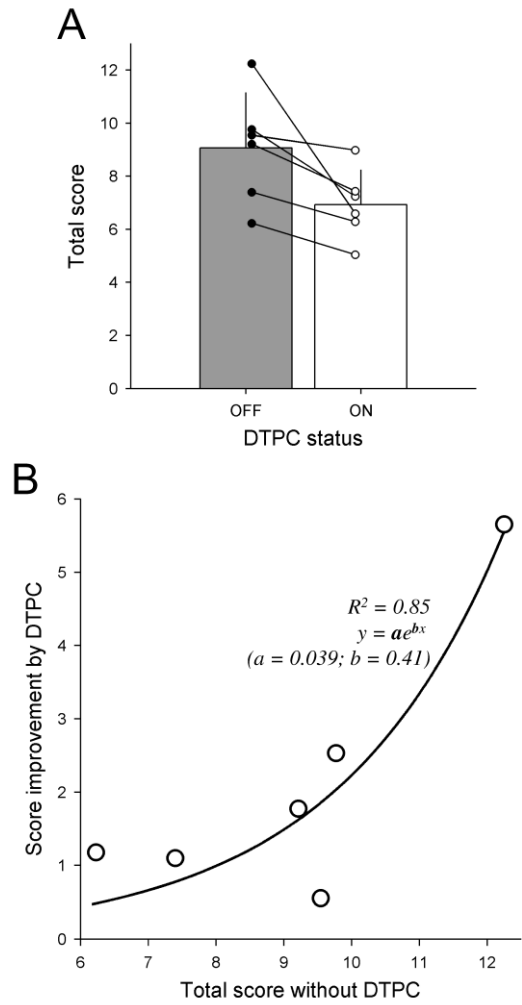 A
Total score
12
10
8
6
4
2
0
OFF ON
DTPC status
B
Score improvement by DTPC
6
5
4
3
2
1
0
R² = 0.85
y = ae^{bx}
(a = 0.039; b = 0.41)
6 7 8 9 10 11 12
Total score without DTPC